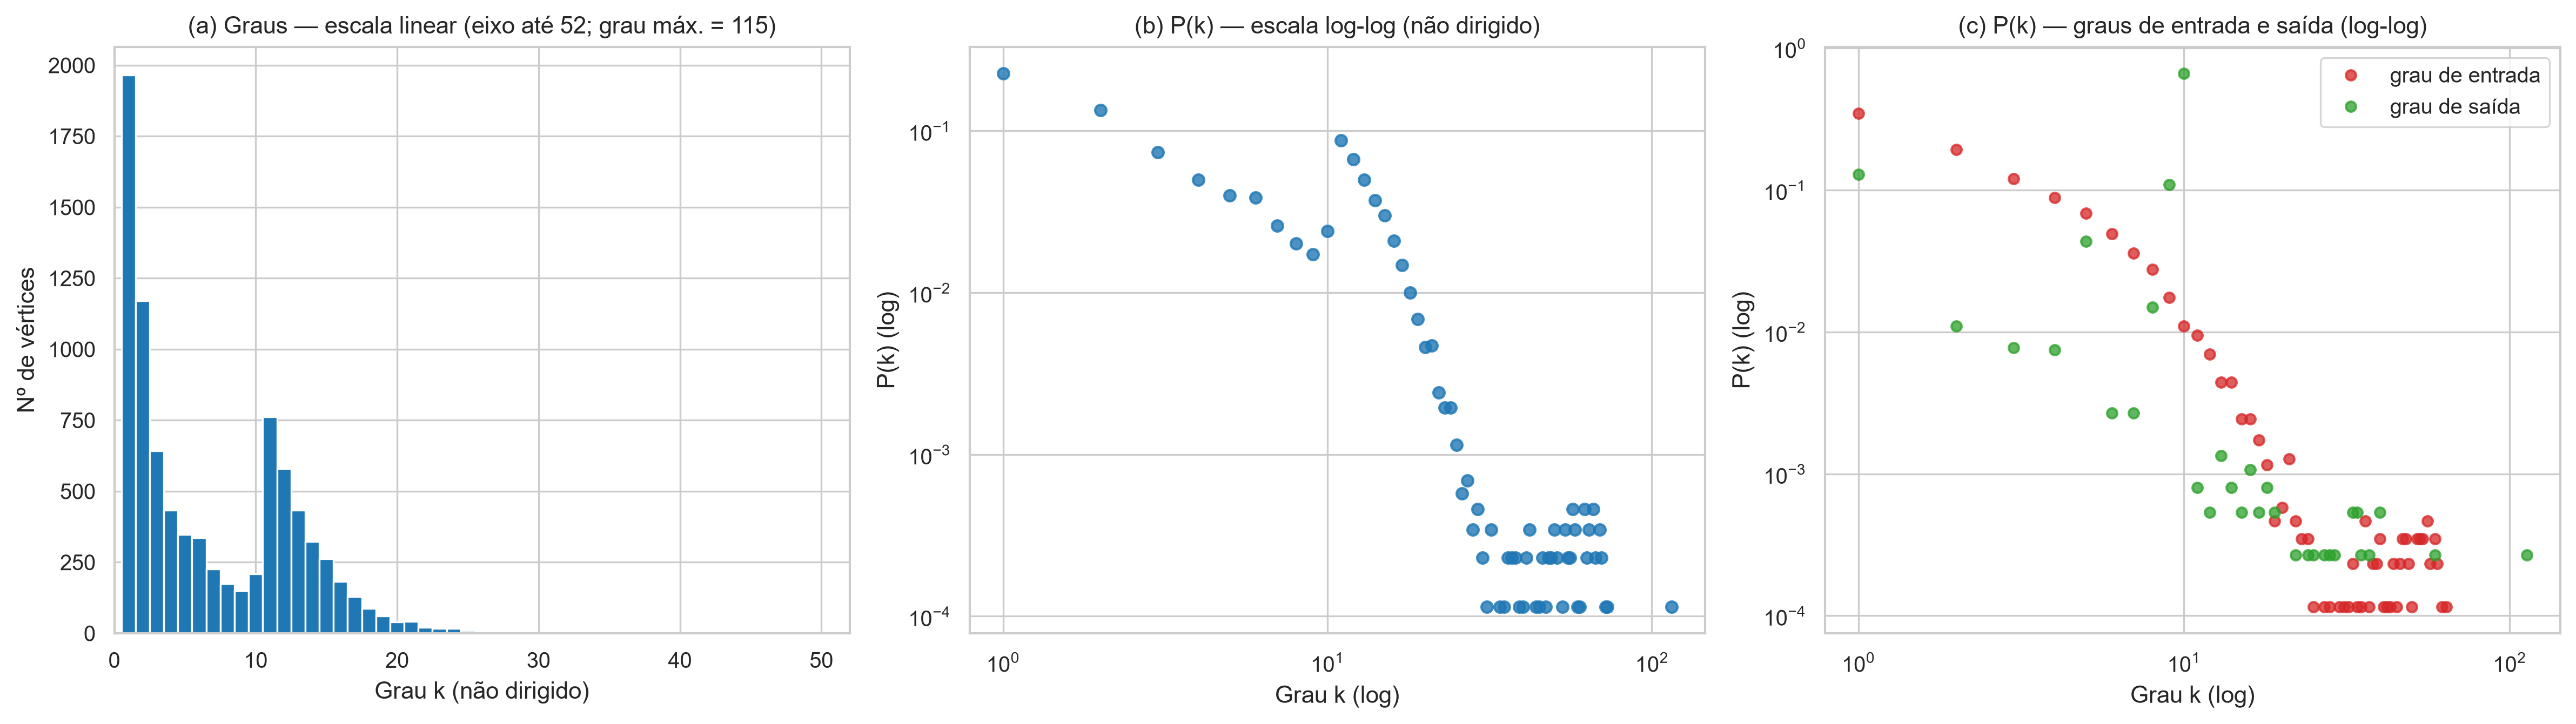 (a) Graus — escala linear (eixo até 52; grau máx. = 115)
Nº de vértices
2000
1750
1500
1250
1000
750
500
250
0
0 10 20 30 40 50
Grau k (não dirigido)
(b) P(k) — escala log-log (não dirigido)
P(k) (log)
10⁻¹
10⁻²
10⁻³
10⁻⁴
10⁰ 10¹ 10²
Grau k (log)
(c) P(k) — graus de entrada e saída (log-log)
P(k) (log)
10⁰
10⁻¹
10⁻²
10⁻³
10⁻⁴
grau de entrada
grau de saída
10⁰ 10¹ 10²
Grau k (log)